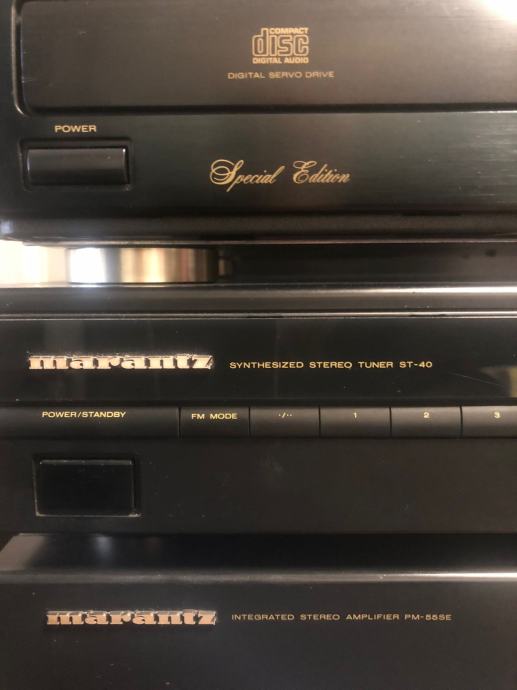 COMPACT
disc
DIGITAL AUDIO
DIGITAL SERVO DRIVE
POWER
Special Edition
marantz SYNTHESIZED STEREO TUNER ST-40
POWER/STANDBY FM MODE -/-- 1 2 3
marantz INTEGRATED STEREO AMPLIFIER PM-55SE